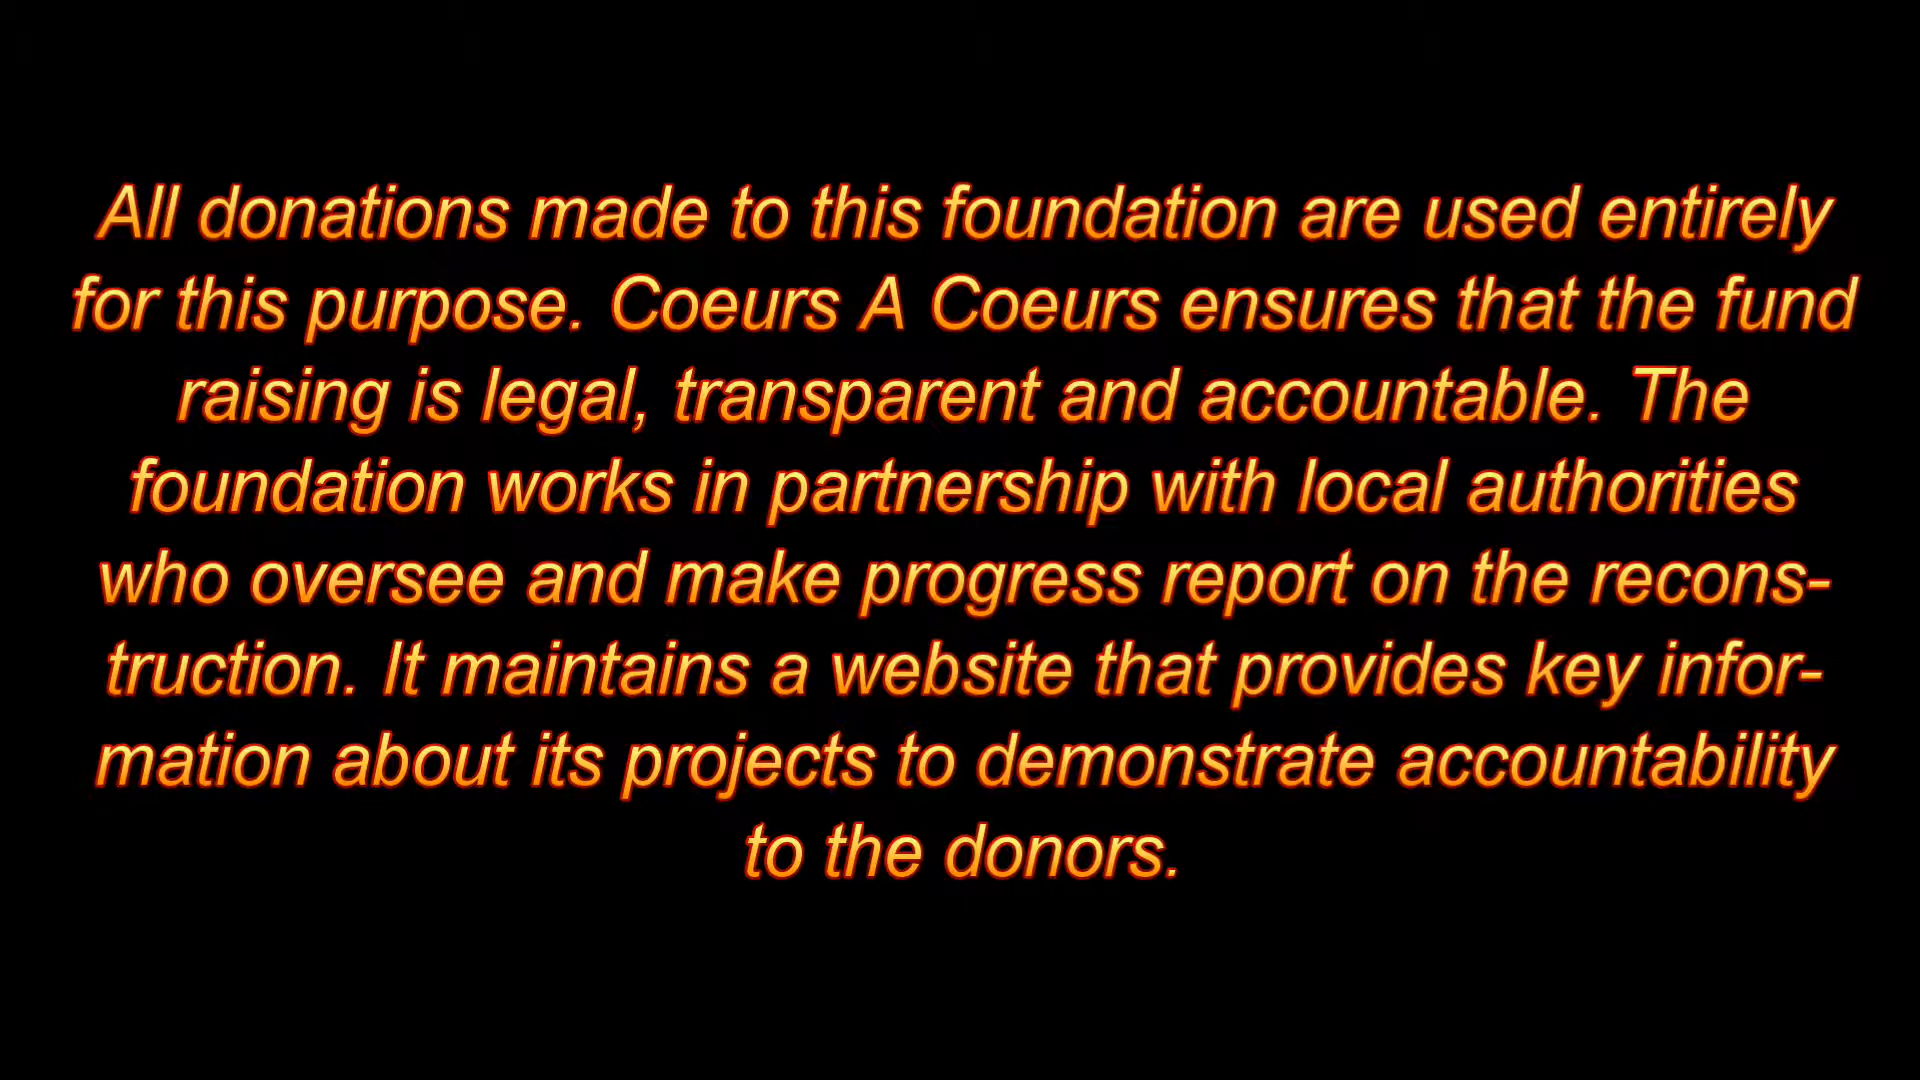 All donations made to this foundation are used entirely
for this purpose. Coeurs A Coeurs ensures that the fund
raising is legal, transparent and accountable. The
foundation works in partnership with local authorities
who oversee and make progress report on the recons-
truction. It maintains a website that provides key infor-
mation about its projects to demonstrate accountability
to the donors.